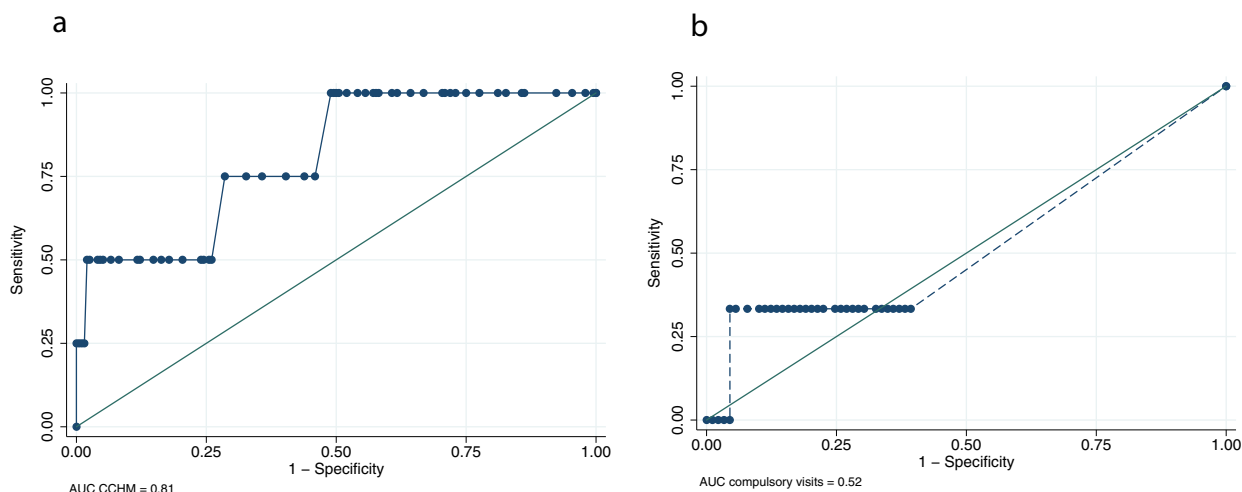 a
Sensitivity
1.00
0.75
0.50
0.25
0.00
0.00 0.25 0.50 0.75 1.00
1 − Specificity
AUC CCHM = 0.81
b
Sensitivity
1.00
0.75
0.50
0.25
0.00
0.00 0.25 0.50 0.75 1.00
1 − Specificity
AUC compulsory visits = 0.52